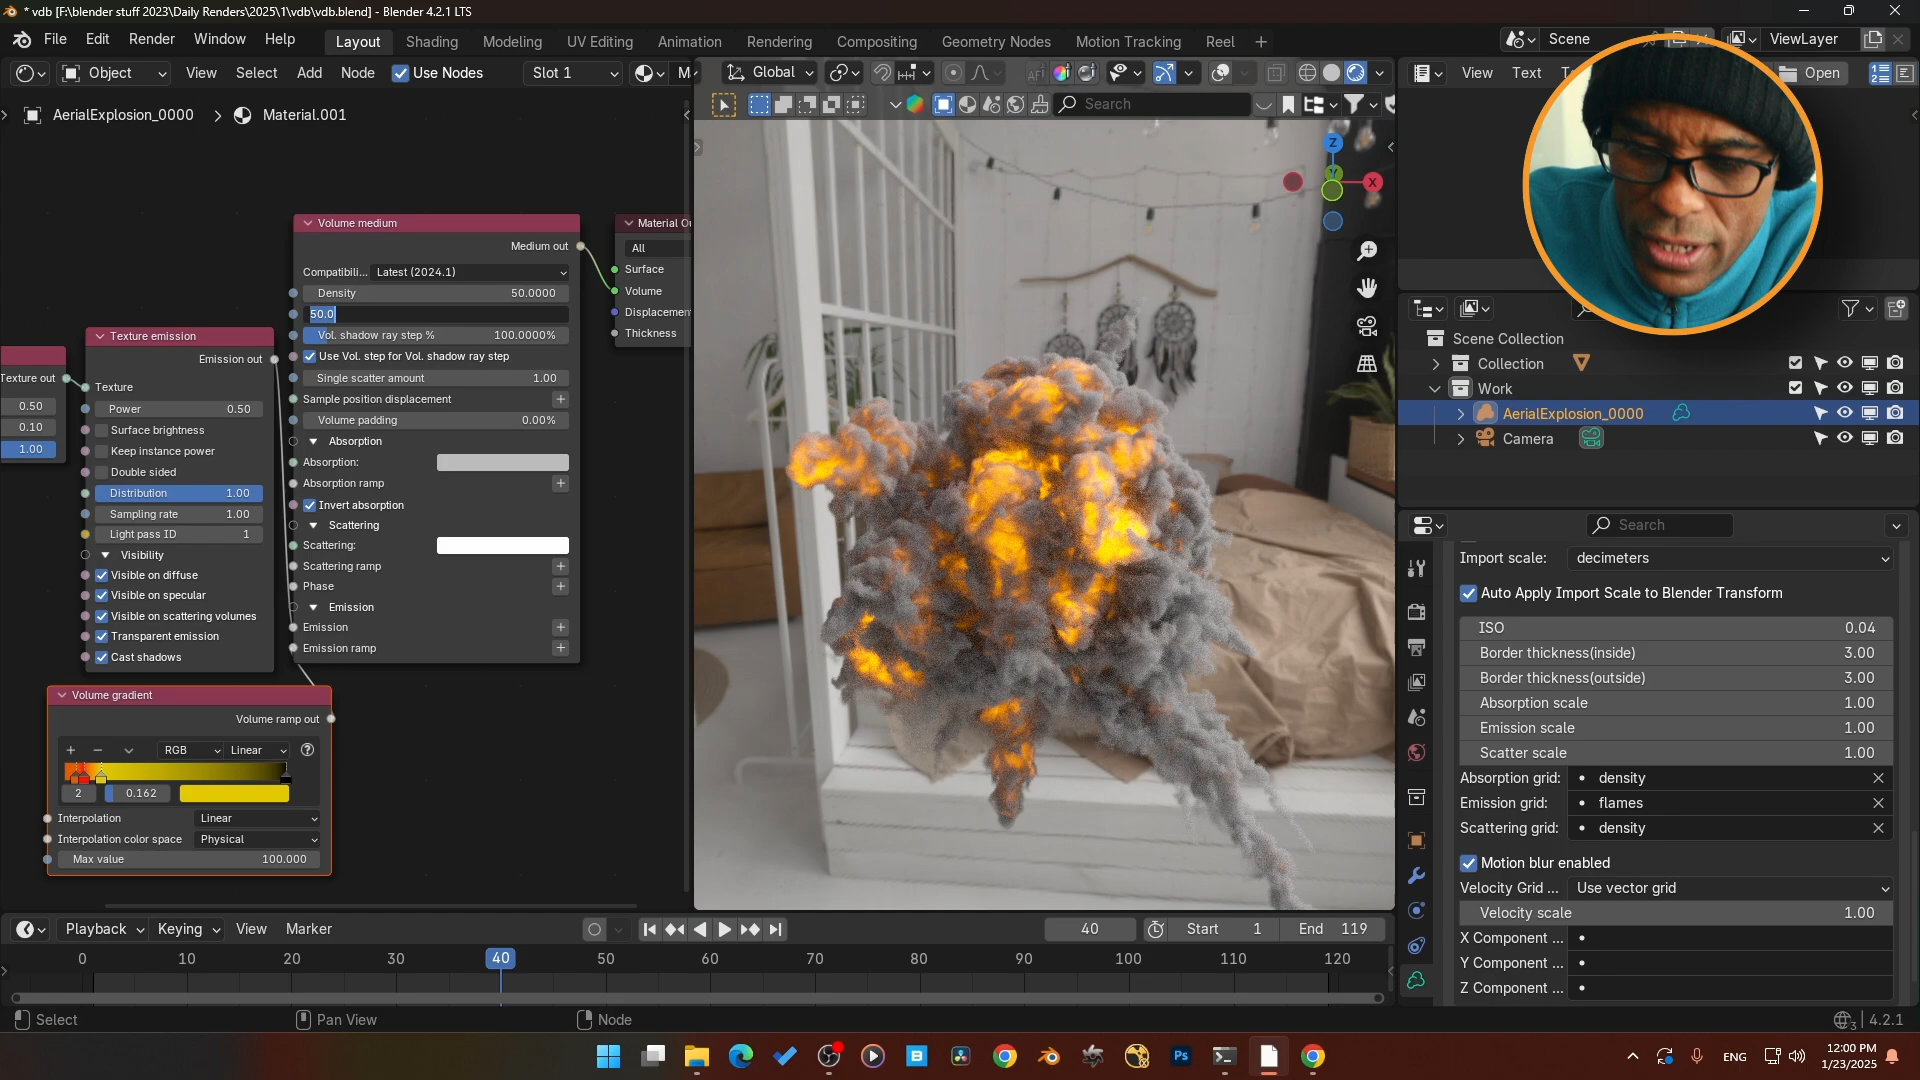 * vdb [F:\blender stuff 2023\Daily Renders\2025\1\vdb\vdb.blend] - Blender 4.2.1 LTS
File Edit Render Window Help Layout Shading Modeling UV Editing Animation Rendering Compositing Geometry Nodes Motion Tracking Reel + Scene ViewLayer
Object View Select Add Node Use Nodes Slot 1 Global View Text Open
AerialExplosion_0000 > Material.001
Search
Volume medium
Medium out
Compatibili... Latest (2024.1)
Density 50.0000
50.0
Vol. shadow ray step % 100.0000%
Use Vol. step for Vol. shadow ray step
Single scatter amount 1.00
Sample position displacement
Volume padding 0.00%
Absorption
Absorption:
Absorption ramp
Invert absorption
Scattering
Scattering:
Scattering ramp
Phase
Emission
Emission
Emission ramp
Material Ou
All
Surface
Volume
Displacemen
Thickness
Texture out
0.50
0.10
1.00
Texture emission
Emission out
Texture
Power 0.50
Surface brightness
Keep instance power
Double sided
Distribution 1.00
Sampling rate 1.00
Light pass ID 1
Visibility
Visible on diffuse
Visible on specular
Visible on scattering volumes
Transparent emission
Cast shadows
Volume gradient
Volume ramp out
RGB Linear
2 0.162
Interpolation Linear
Interpolation color space Physical
Max value 100.000
Z
Y
X
Scene Collection
Collection
Work
AerialExplosion_0000
Camera
Search
Import scale: decimeters
Auto Apply Import Scale to Blender Transform
ISO 0.04
Border thickness(inside) 3.00
Border thickness(outside) 3.00
Absorption scale 1.00
Emission scale 1.00
Scatter scale 1.00
Absorption grid: density
Emission grid: flames
Scattering grid: density
Motion blur enabled
Velocity Grid ... Use vector grid
Velocity scale 1.00
X Component ...
Y Component ...
Z Component ...
Playback Keying View Marker 40 Start 1 End 119
0 10 20 30 40 50 60 70 80 90 100 110 120
Select Pan View Node 4.2.1
Ps
ENG
12:00 PM
1/23/2025